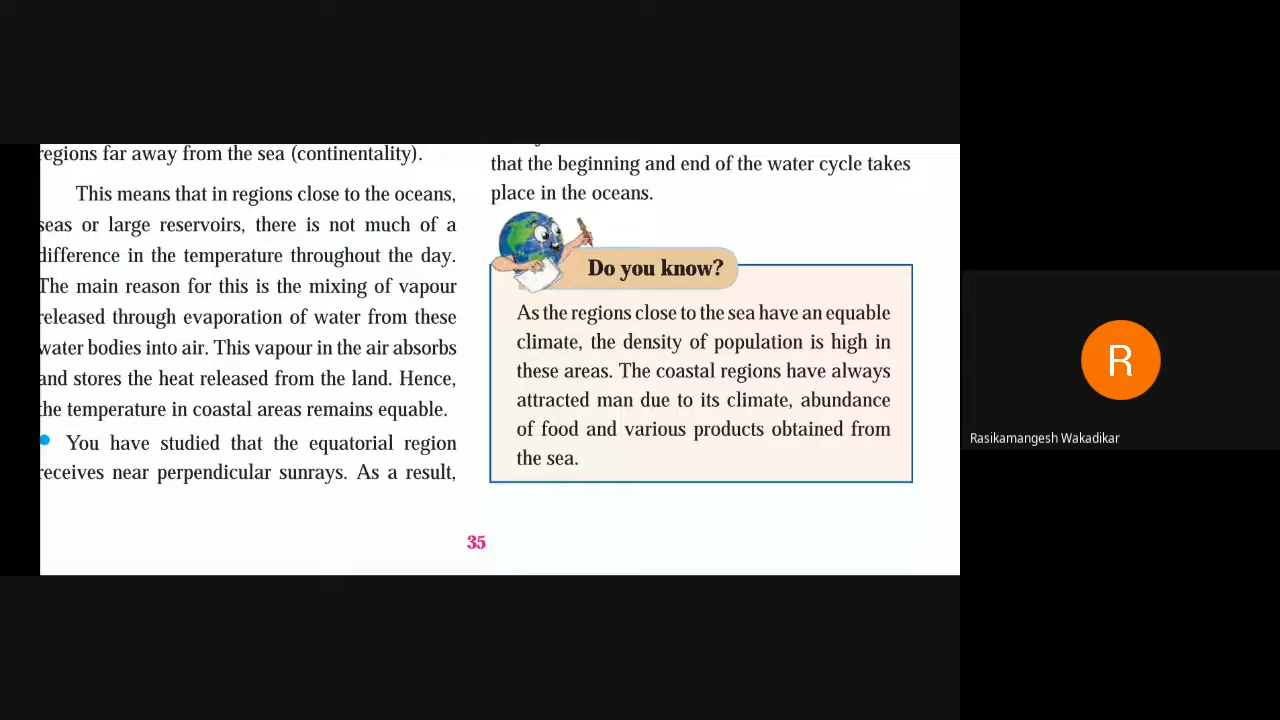 regions far away from the sea (continentality).
This means that in regions close to the oceans,
seas or large reservoirs, there is not much of a
difference in the temperature throughout the day.
The main reason for this is the mixing of vapour
released through evaporation of water from these
water bodies into air. This vapour in the air absorbs
and stores the heat released from the land. Hence,
the temperature in coastal areas remains equable.
You have studied that the equatorial region
receives near perpendicular sunrays. As a result,
that the beginning and end of the water cycle takes
place in the oceans.
Do you know?
As the regions close to the sea have an equable
climate, the density of population is high in
these areas. The coastal regions have always
attracted man due to its climate, abundance
of food and various products obtained from
the sea.
35
R
Rasikamangesh Wakadikar